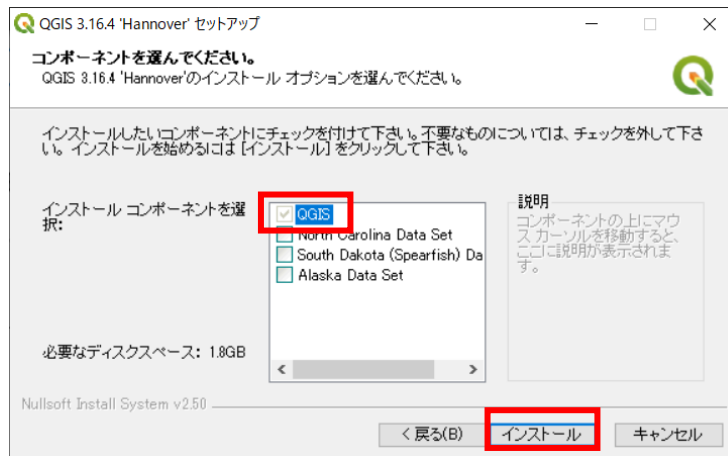 QGIS 3.16.4 'Hannover' セットアップ
コンポーネントを選んでください。
QGIS 3.16.4 'Hannover'のインストール オプションを選んでください。
インストールしたいコンポーネントにチェックを付けて下さい。不要なものについては、チェックを外して下さ
い。インストールを始めるには [インストール] をクリックして下さい。
インストール コンポーネントを選
択:
QGIS
North Carolina Data Set
South Dakota (Spearfish) Da
Alaska Data Set
説明
コンポーネントの上にマウ
ス カーソルを移動すると、
ここに説明が表示されま
す。
必要なディスクスペース: 1.8GB
Nullsoft Install System v2.50
< 戻る(B)
インストール
キャンセル